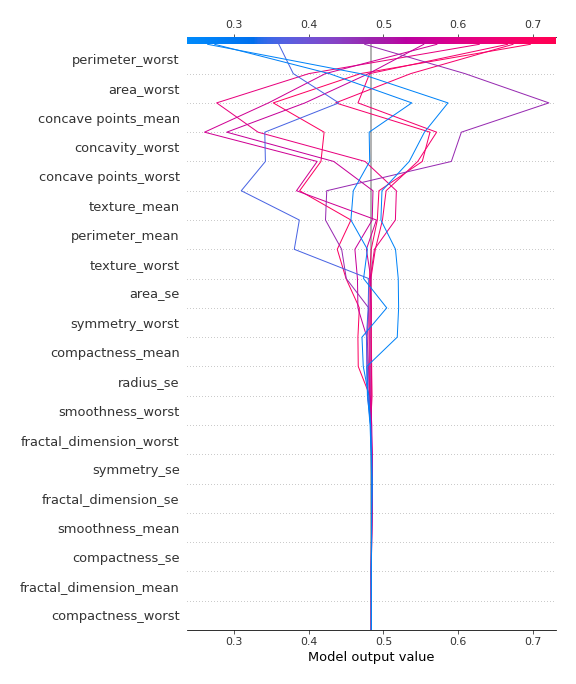 0.3 0.4 0.5 0.6 0.7
perimeter_worst
area_worst
concave points_mean
concavity_worst
concave points_worst
texture_mean
perimeter_mean
texture_worst
area_se
symmetry_worst
compactness_mean
radius_se
smoothness_worst
fractal_dimension_worst
symmetry_se
fractal_dimension_se
smoothness_mean
compactness_se
fractal_dimension_mean
compactness_worst
0.3 0.4 0.5 0.6 0.7
Model output value